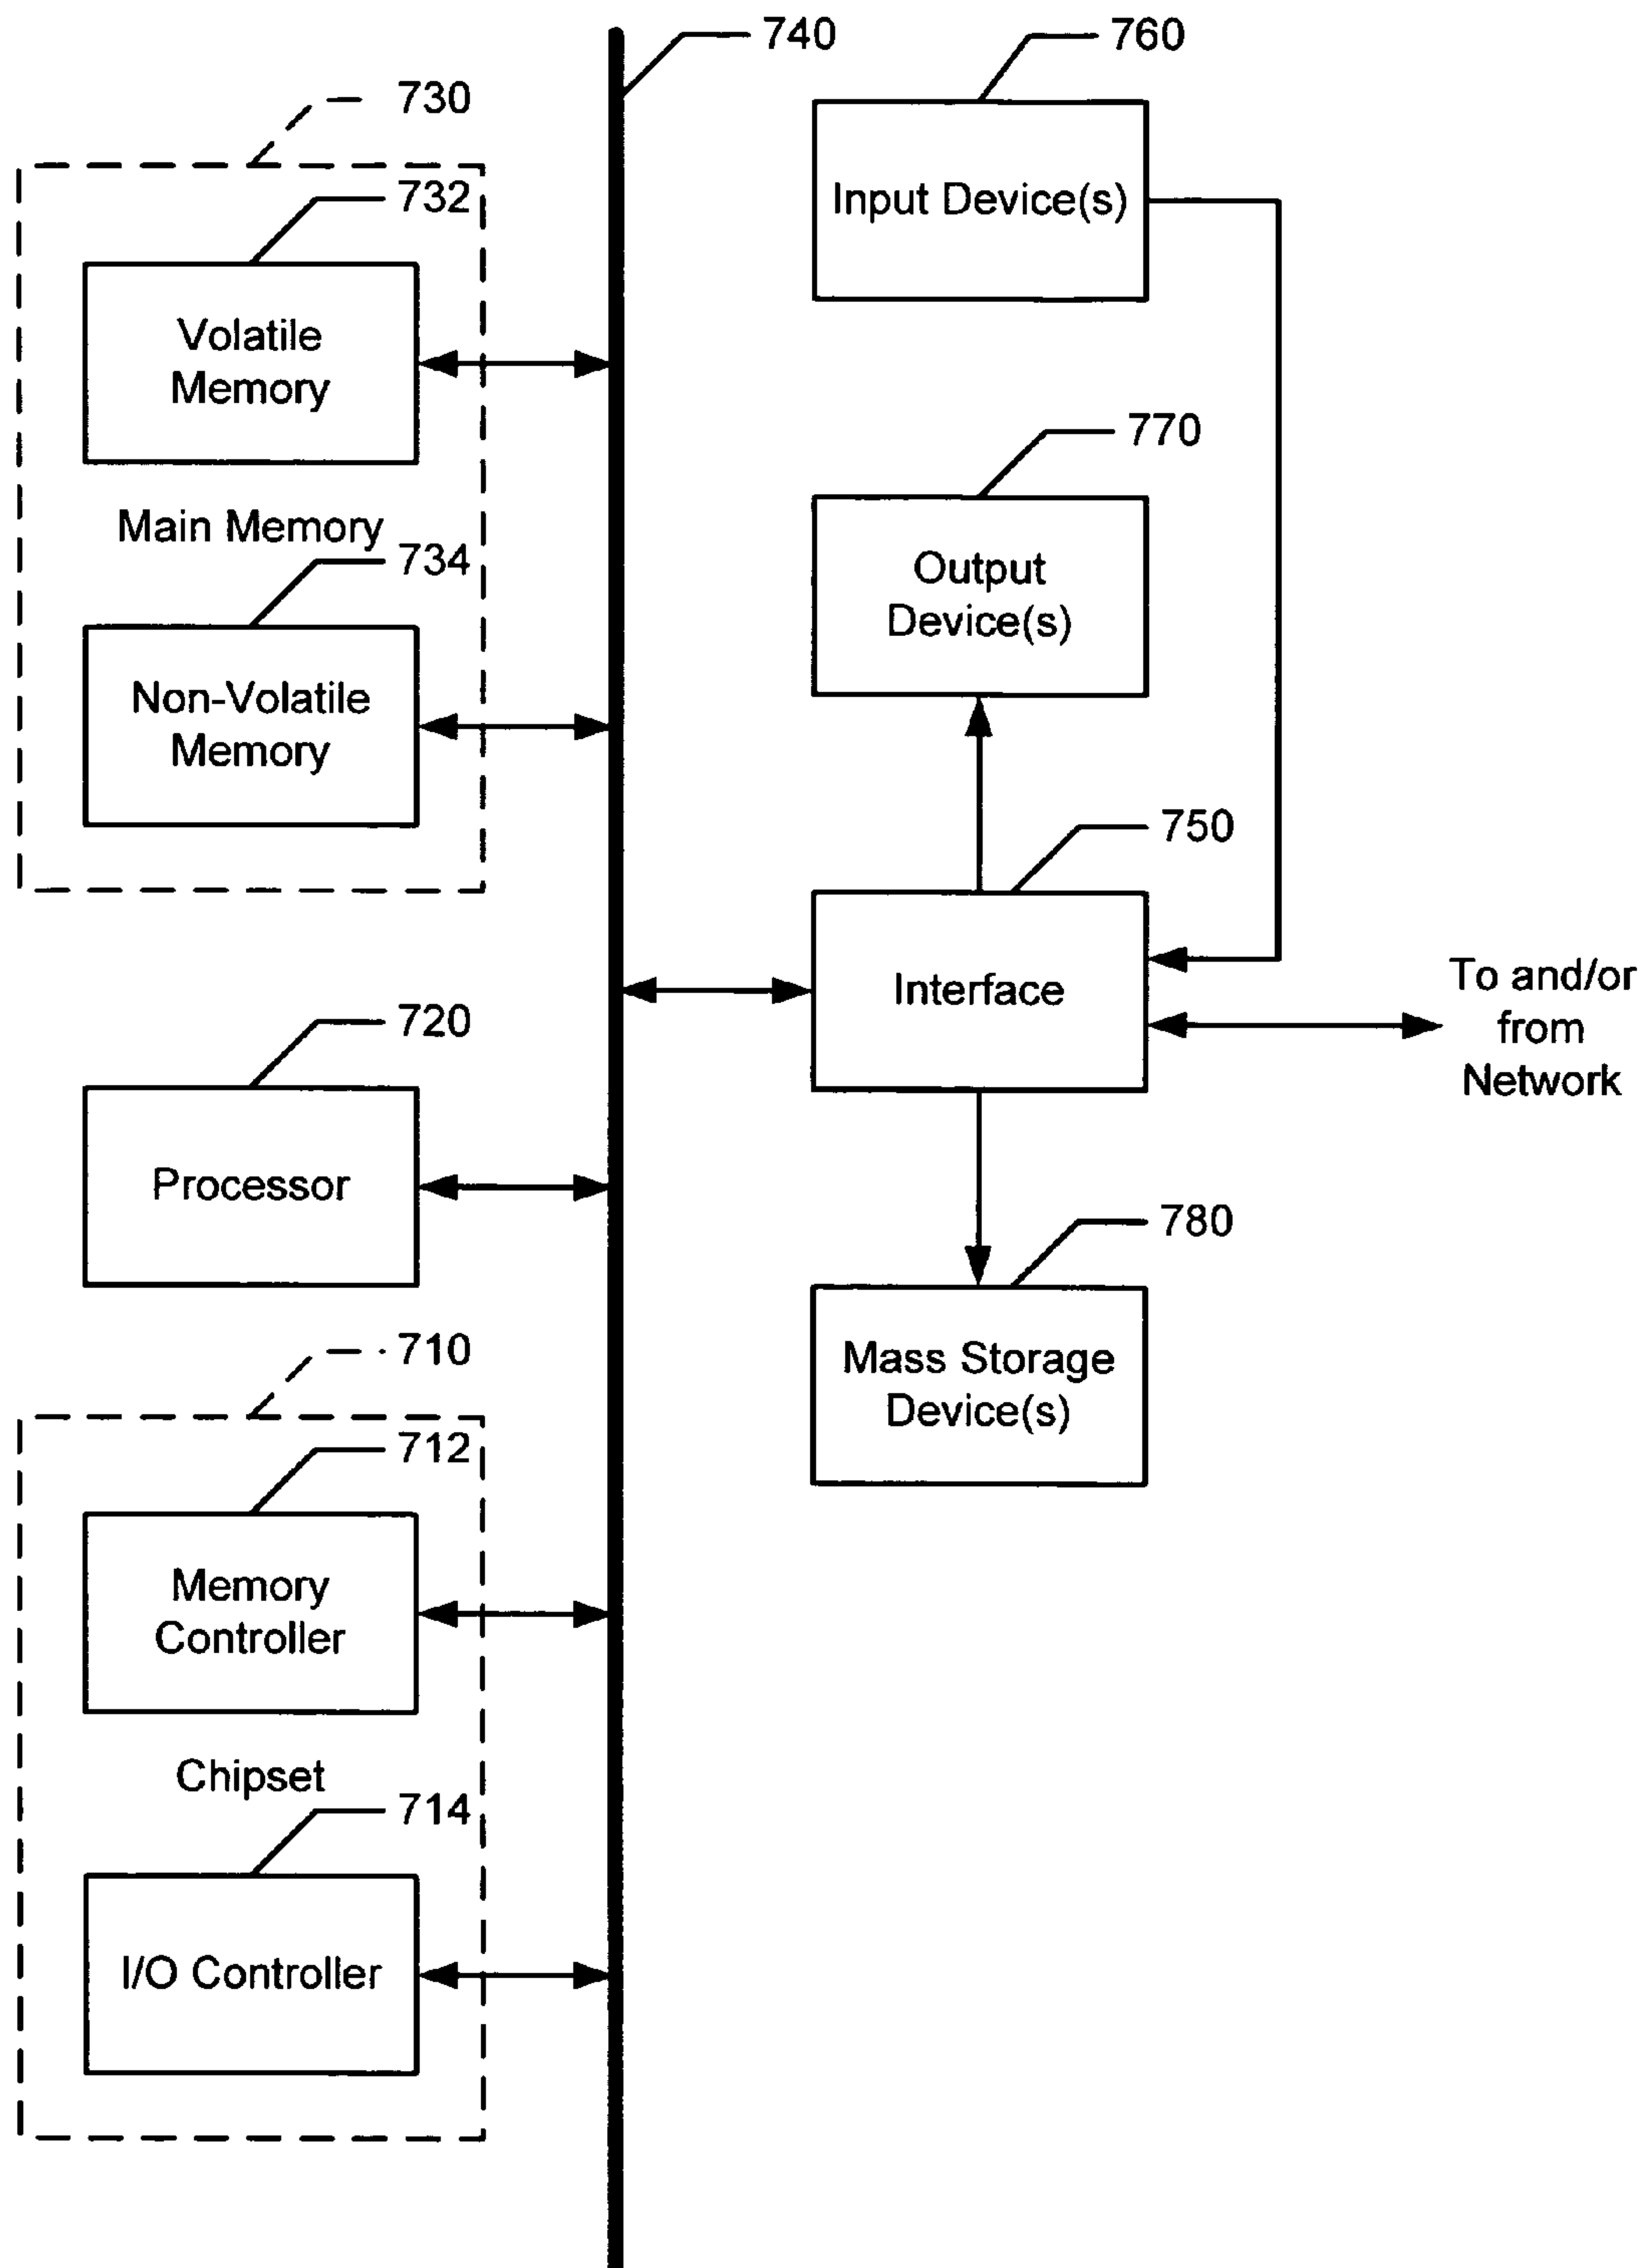 740
760
730
732
Input Device(s)
Volatile
Memory
770
Main Memory
734
Output
Device(s)
Non-Volatile
Memory
750
Interface
To and/or
from
Network
720
Processor
780
710
Mass Storage
Device(s)
712
Memory
Controller
Chipset
714
I/O Controller